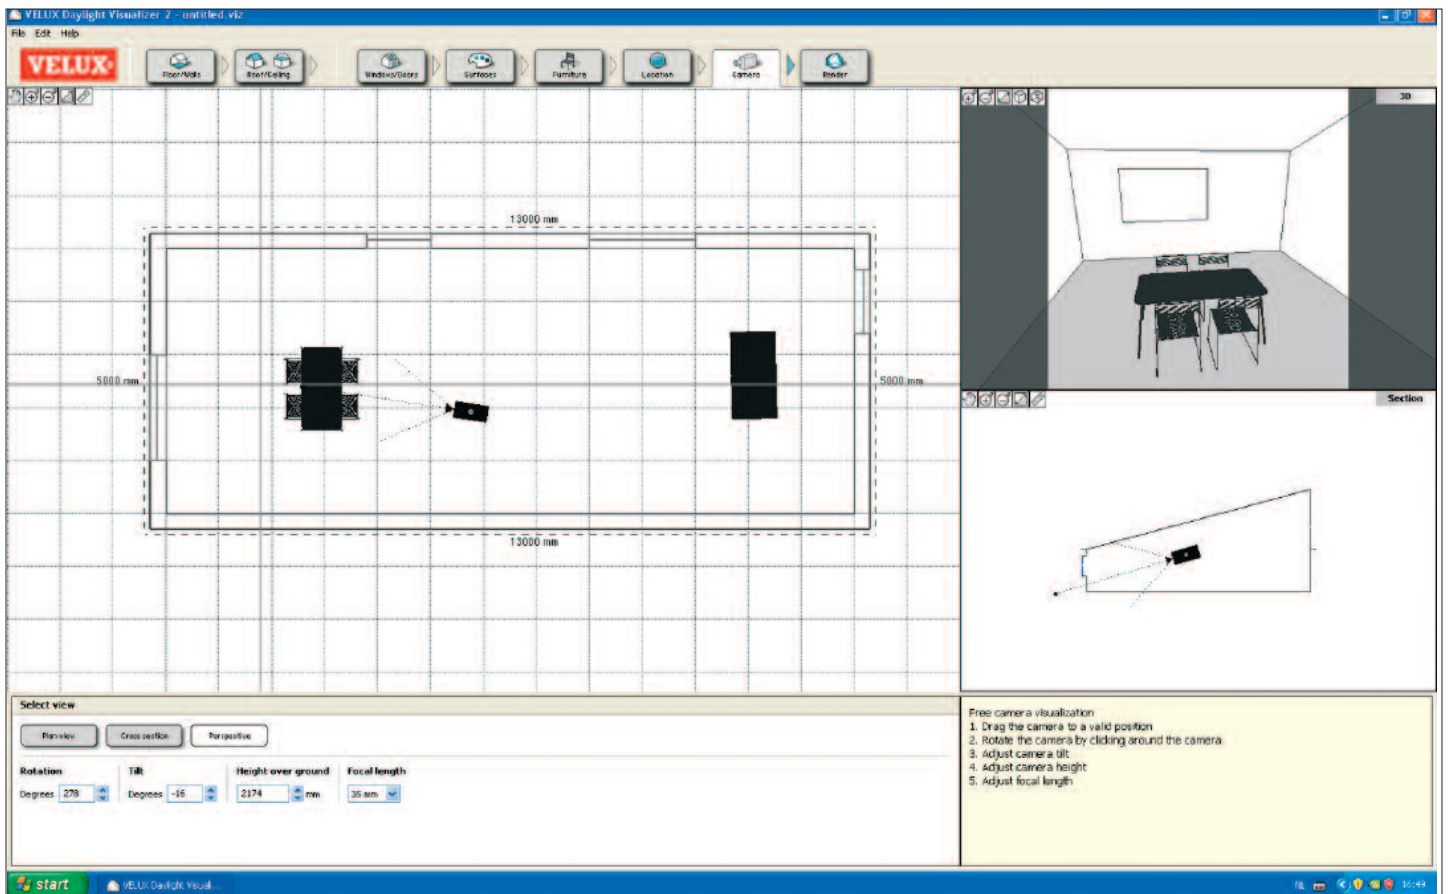 VELUX Daylight Visualizer 2 - untitled.viz
File Edit Help
VELUX
Floor/Walls
Roof/Ceiling
Windows/Doors
Surfaces
Furniture
Location
Camera
Render
3D
13000 mm
5000 mm
5000 mm
13000 mm
Section
Select view
Plan view
Cross section
Perspective
Rotation
Tilt
Height over ground
Focal length
Degrees 278
Degrees -16
2174 mm
35 mm
Free camera visualization
1. Drag the camera to a valid position
2. Rotate the camera by clicking around the camera
3. Adjust camera tilt
4. Adjust camera height
5. Adjust focal length
start
VELUX Daylight Visual...
NL
16:49